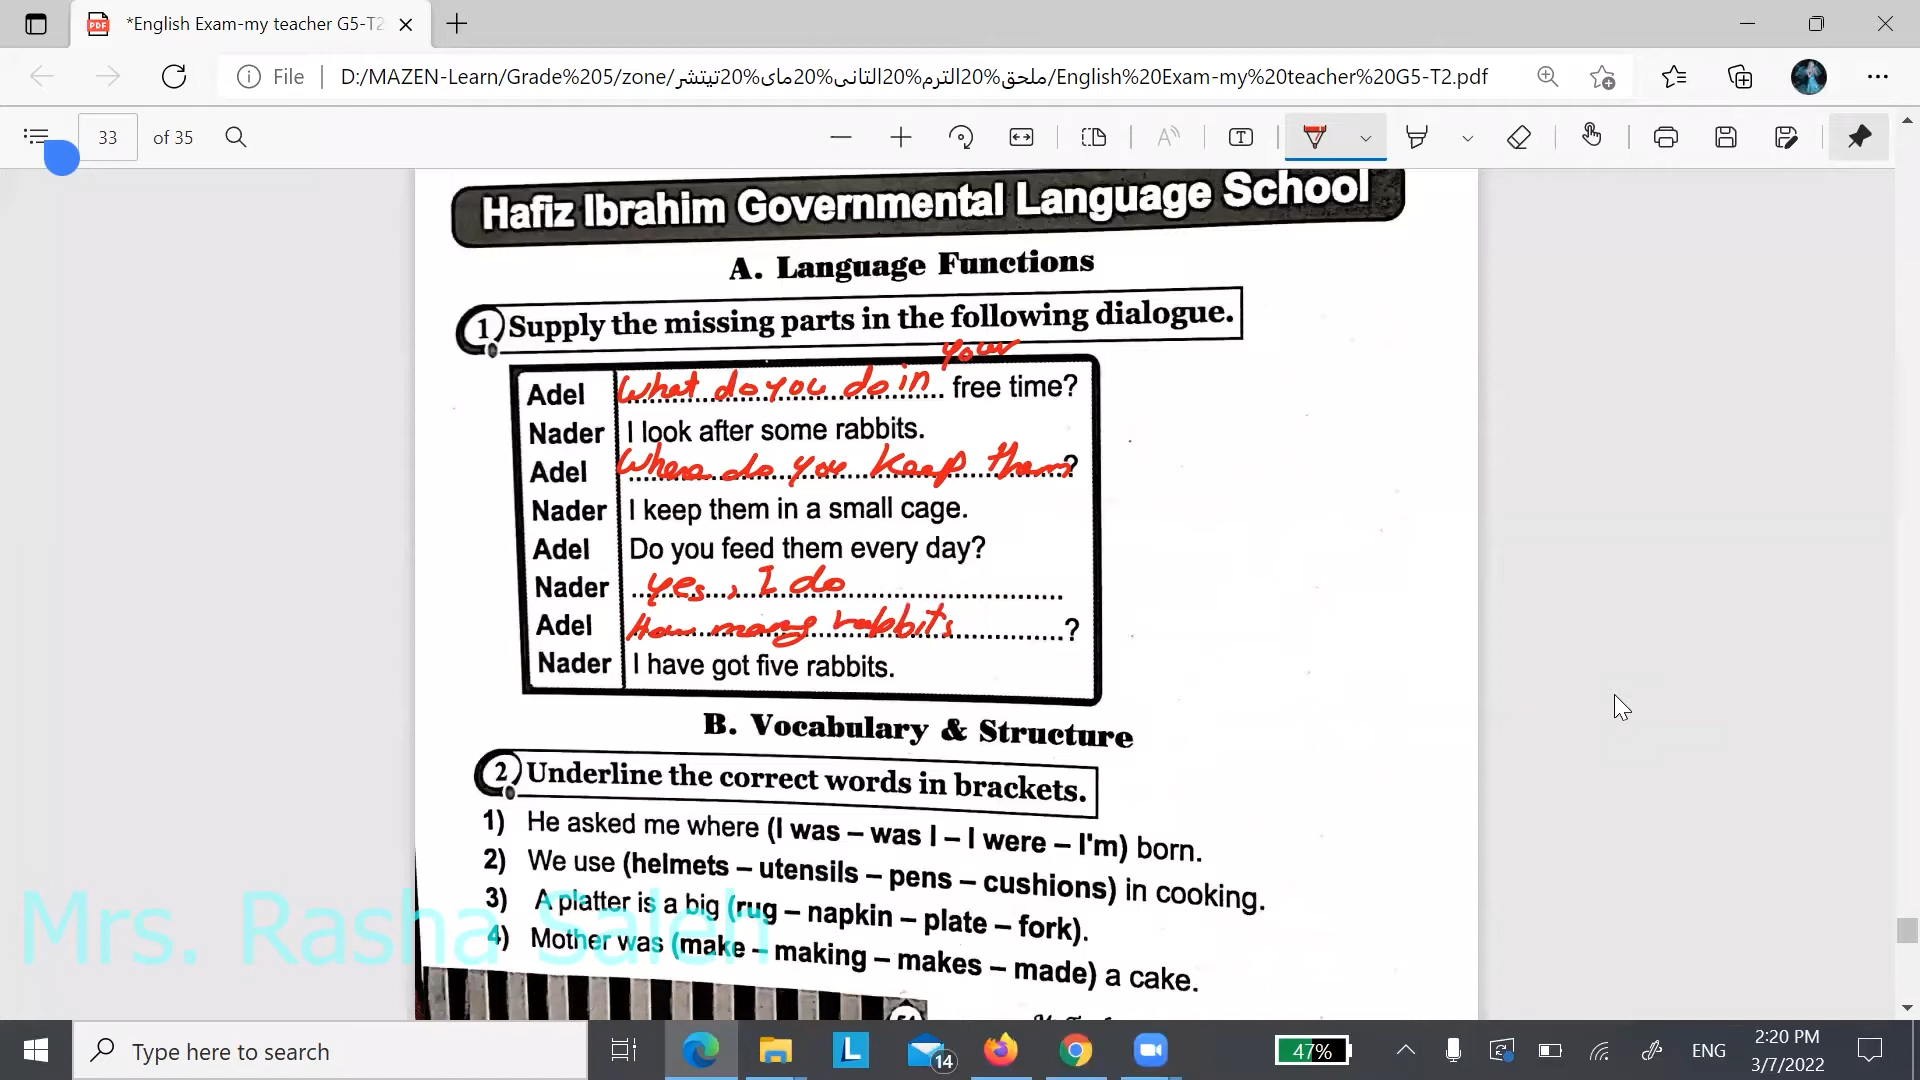 *English Exam-my teacher G5-T2
File
D:/MAZEN-Learn/Grade%205/zone/ملحق%20الترم%20الثانى%20ماى%20تيتشر/English%20Exam-my%20teacher%20G5-T2.pdf
33 of 35
Hafiz Ibrahim Governmental Language School
A. Language Functions
1 Supply the missing parts in the following dialogue.
your
Adel What do you do in free time?
Nader I look after some rabbits.
Adel Where do you keep them ?
Nader I keep them in a small cage.
Adel Do you feed them every day?
Nader yes, I do
Adel How many rabbits ?
Nader I have got five rabbits.
B. Vocabulary & Structure
2 Underline the correct words in brackets.
1) He asked me where (I was – was I – I were – I'm) born.
2) We use (helmets – utensils – pens – cushions) in cooking.
3) A platter is a big (rug – napkin – plate – fork).
4) Mother was (make – making – makes – made) a cake.
Mrs. Rasha Saleh
Type here to search
14
47%
ENG
2:20 PM
3/7/2022